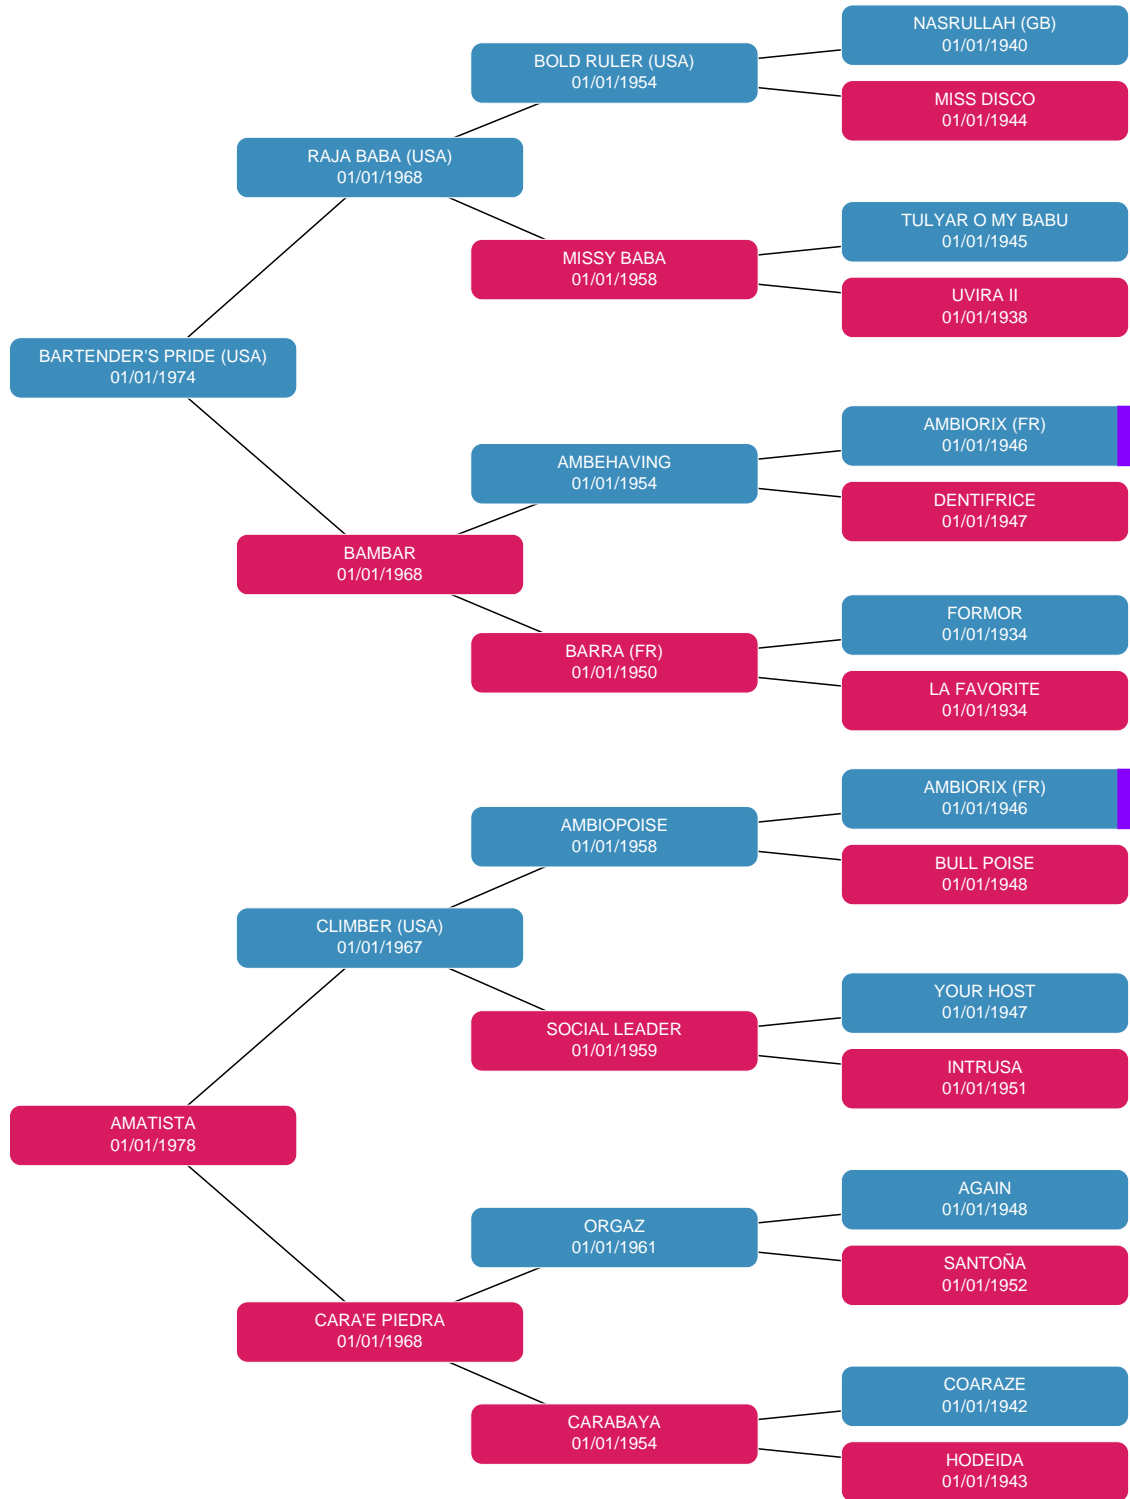 NASRULLAH (GB)
01/01/1940
BOLD RULER (USA)
01/01/1954
MISS DISCO
01/01/1944
RAJA BABA (USA)
01/01/1968
TULYAR O MY BABU
01/01/1945
MISSY BABA
01/01/1958
UVIRA II
01/01/1938
BARTENDER'S PRIDE (USA)
01/01/1974
AMBIORIX (FR)
01/01/1946
AMBEHAVING
01/01/1954
DENTIFRICE
01/01/1947
BAMBAR
01/01/1968
FORMOR
01/01/1934
BARRA (FR)
01/01/1950
LA FAVORITE
01/01/1934
AMBIORIX (FR)
01/01/1946
AMBIOPOISE
01/01/1958
BULL POISE
01/01/1948
CLIMBER (USA)
01/01/1967
YOUR HOST
01/01/1947
SOCIAL LEADER
01/01/1959
INTRUSA
01/01/1951
AMATISTA
01/01/1978
AGAIN
01/01/1948
ORGAZ
01/01/1961
SANTOÑA
01/01/1952
CARA'E PIEDRA
01/01/1968
COARAZE
01/01/1942
CARABAYA
01/01/1954
HODEIDA
01/01/1943